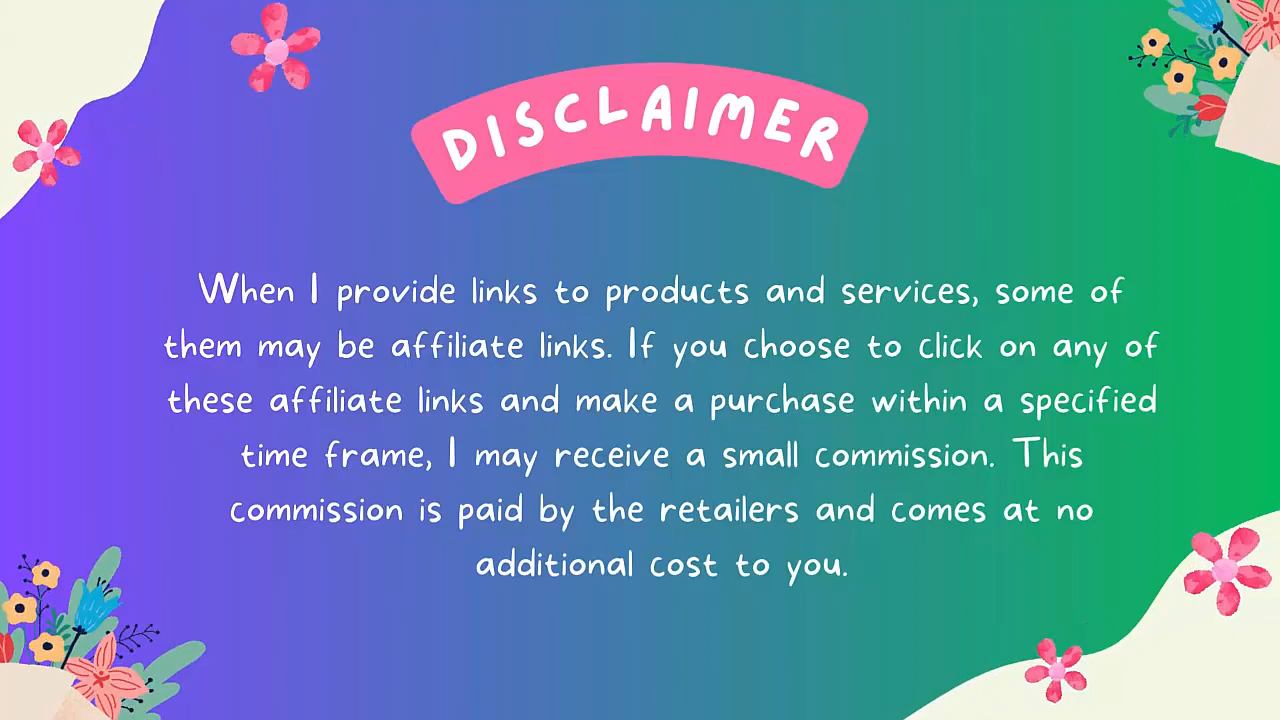 DISCLAIMER
When I provide links to products and services, some of
them may be affiliate links. If you choose to click on any of
these affiliate links and make a purchase within a specified
time frame, I may receive a small commission. This
commission is paid by the retailers and comes at no
additional cost to you.